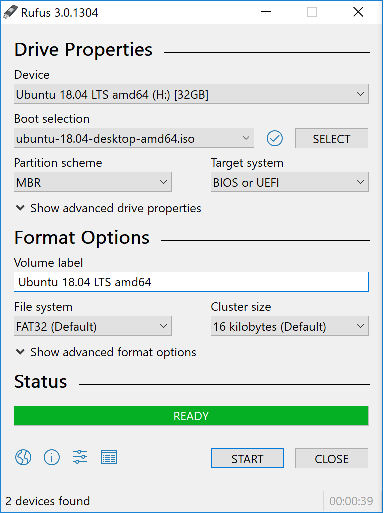 Rufus 3.0.1304
Drive Properties
Device
Ubuntu 18.04 LTS amd64 (H:) [32GB]
Boot selection
ubuntu-18.04-desktop-amd64.iso
SELECT
Partition scheme
Target system
MBR
BIOS or UEFI
Show advanced drive properties
Format Options
Volume label
Ubuntu 18.04 LTS amd64
File system
Cluster size
FAT32 (Default)
16 kilobytes (Default)
Show advanced format options
Status
READY
START
CLOSE
2 devices found
00:00:39